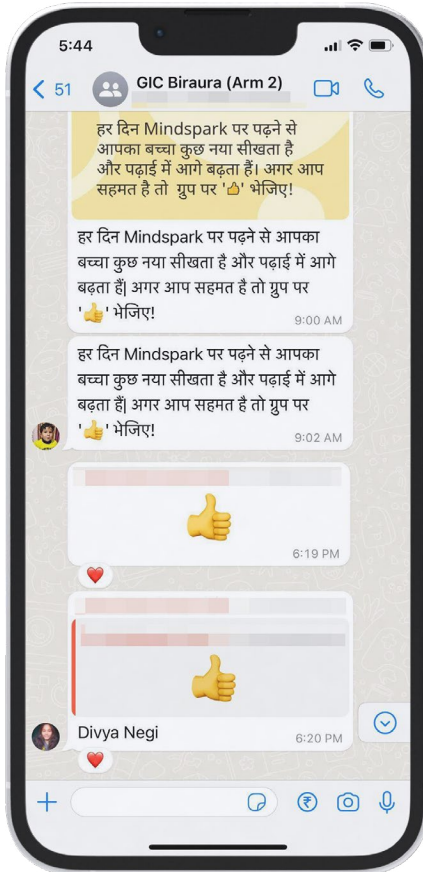 5:44
51
GIC Biraura (Arm 2)
हर दिन Mindspark पर पढ़ने से
आपका बच्चा कुछ नया सीखता है
और पढ़ाई में आगे बढ़ता हैं। अगर आप
सहमत है तो ग्रुप पर '👍' भेजिए!
हर दिन Mindspark पर पढ़ने से आपका
बच्चा कुछ नया सीखता है और पढ़ाई में आगे
बढ़ता हैं| अगर आप सहमत है तो ग्रुप पर
'👍' भेजिए!
9:00 AM
हर दिन Mindspark पर पढ़ने से आपका
बच्चा कुछ नया सीखता है और पढ़ाई में आगे
बढ़ता हैं| अगर आप सहमत है तो ग्रुप पर
'👍' भेजिए!
9:02 AM
👍
6:19 PM
❤️
👍
Divya Negi
6:20 PM
❤️